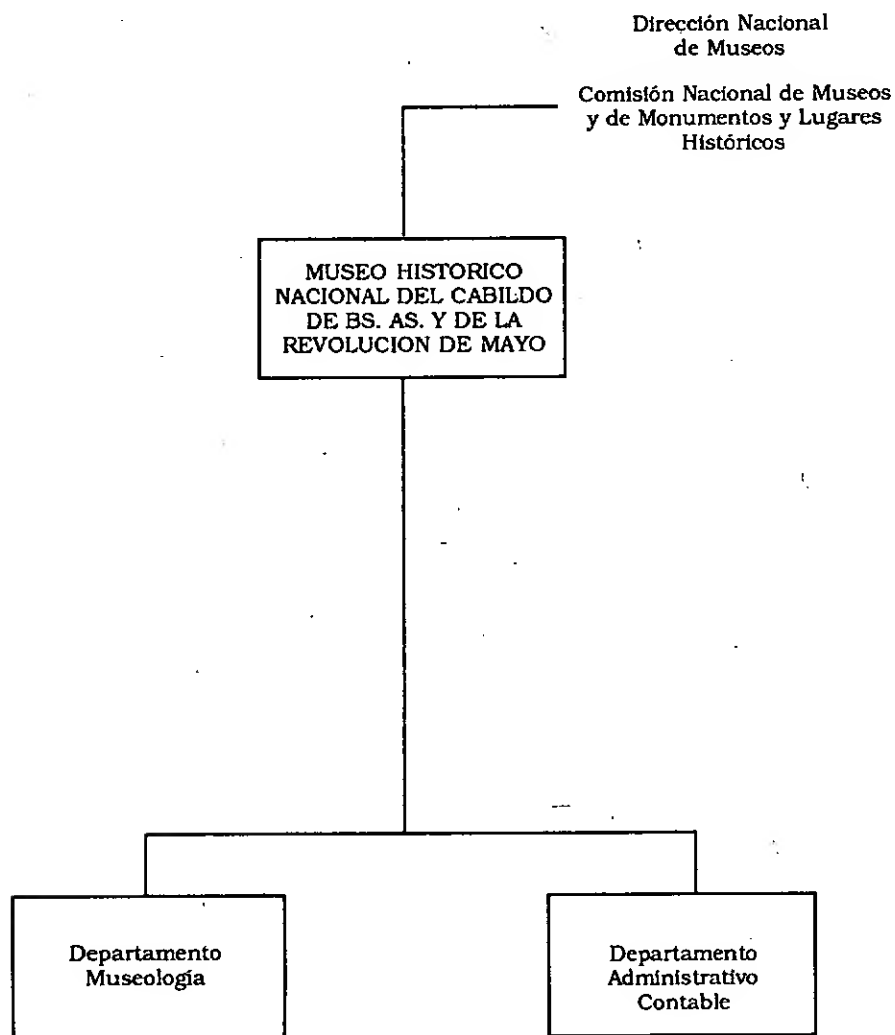 Dirección Nacional
de Museos
Comisión Nacional de Museos
y de Monumentos y Lugares
Históricos
MUSEO HISTORICO
NACIONAL DEL CABILDO
DE BS. AS. Y DE LA
REVOLUCION DE MAYO
Departamento
Museología
Departamento
Administrativo
Contable